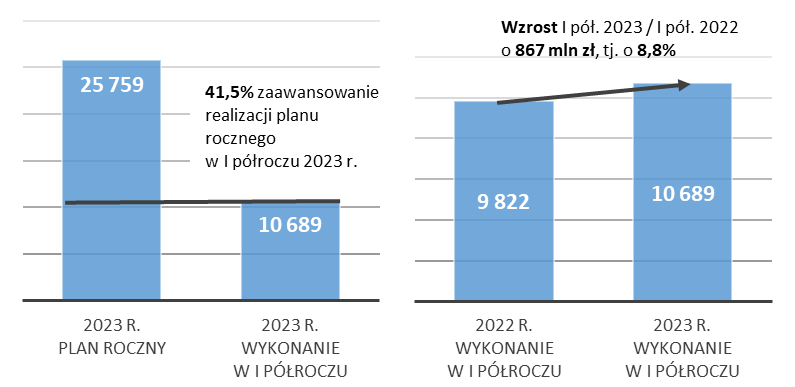 25 759
41,5% zaawansowanie
realizacji planu
rocznego
w I półroczu 2023 r.
10 689
2023 R.
PLAN ROCZNY
2023 R.
WYKONANIE
W I PÓŁROCZU
Wzrost I pół. 2023 / I pół. 2022
o 867 mln zł, tj. o 8,8%
9 822
10 689
2022 R.
WYKONANIE
W I PÓŁROCZU
2023 R.
WYKONANIE
W I PÓŁROCZU